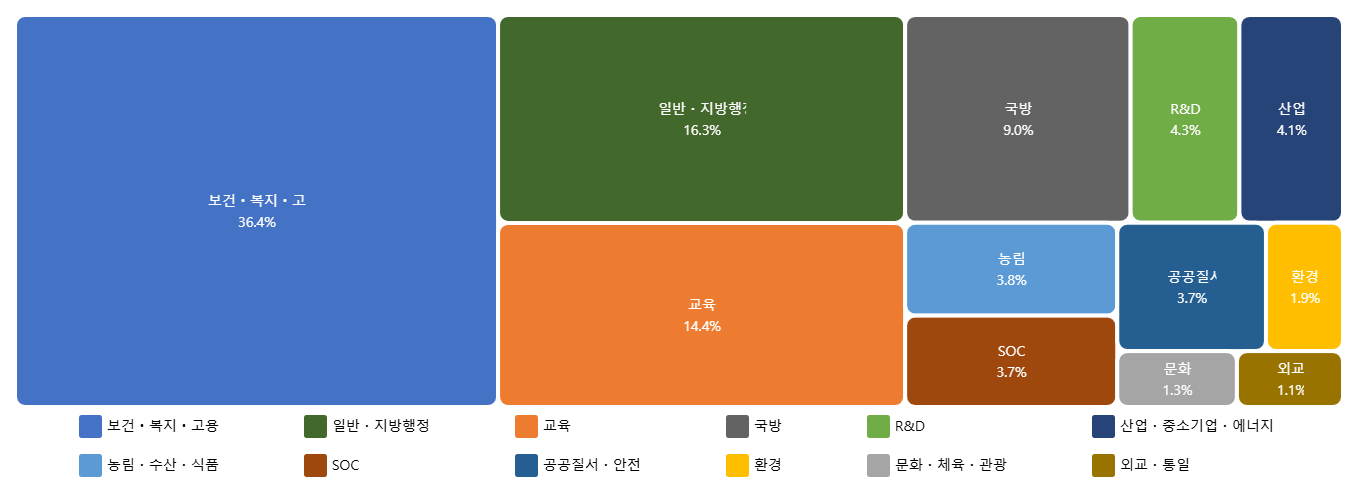 보건・복지・고
36.4%
일반・지방행정
16.3%
교육
14.4%
국방
9.0%
R&D
4.3%
산업
4.1%
농림
3.8%
SOC
3.7%
공공질서
3.7%
환경
1.9%
문화
1.3%
외교
1.1%
보건・복지・고용
일반・지방행정
교육
국방
R&D
산업・중소기업・에너지
농림・수산・식품
SOC
공공질서・안전
환경
문화・체육・관광
외교・통일